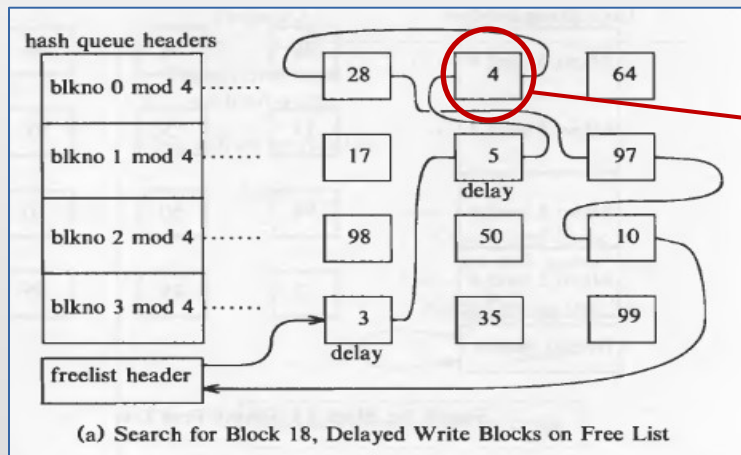 hash queue headers
blkno 0 mod 4 ...... 28 4 64
blkno 1 mod 4 ...... 17 5 97
delay
blkno 2 mod 4 ...... 98 50 10
blkno 3 mod 4 ...... 3 35 99
delay
freelist header
(a) Search for Block 18, Delayed Write Blocks on Free List